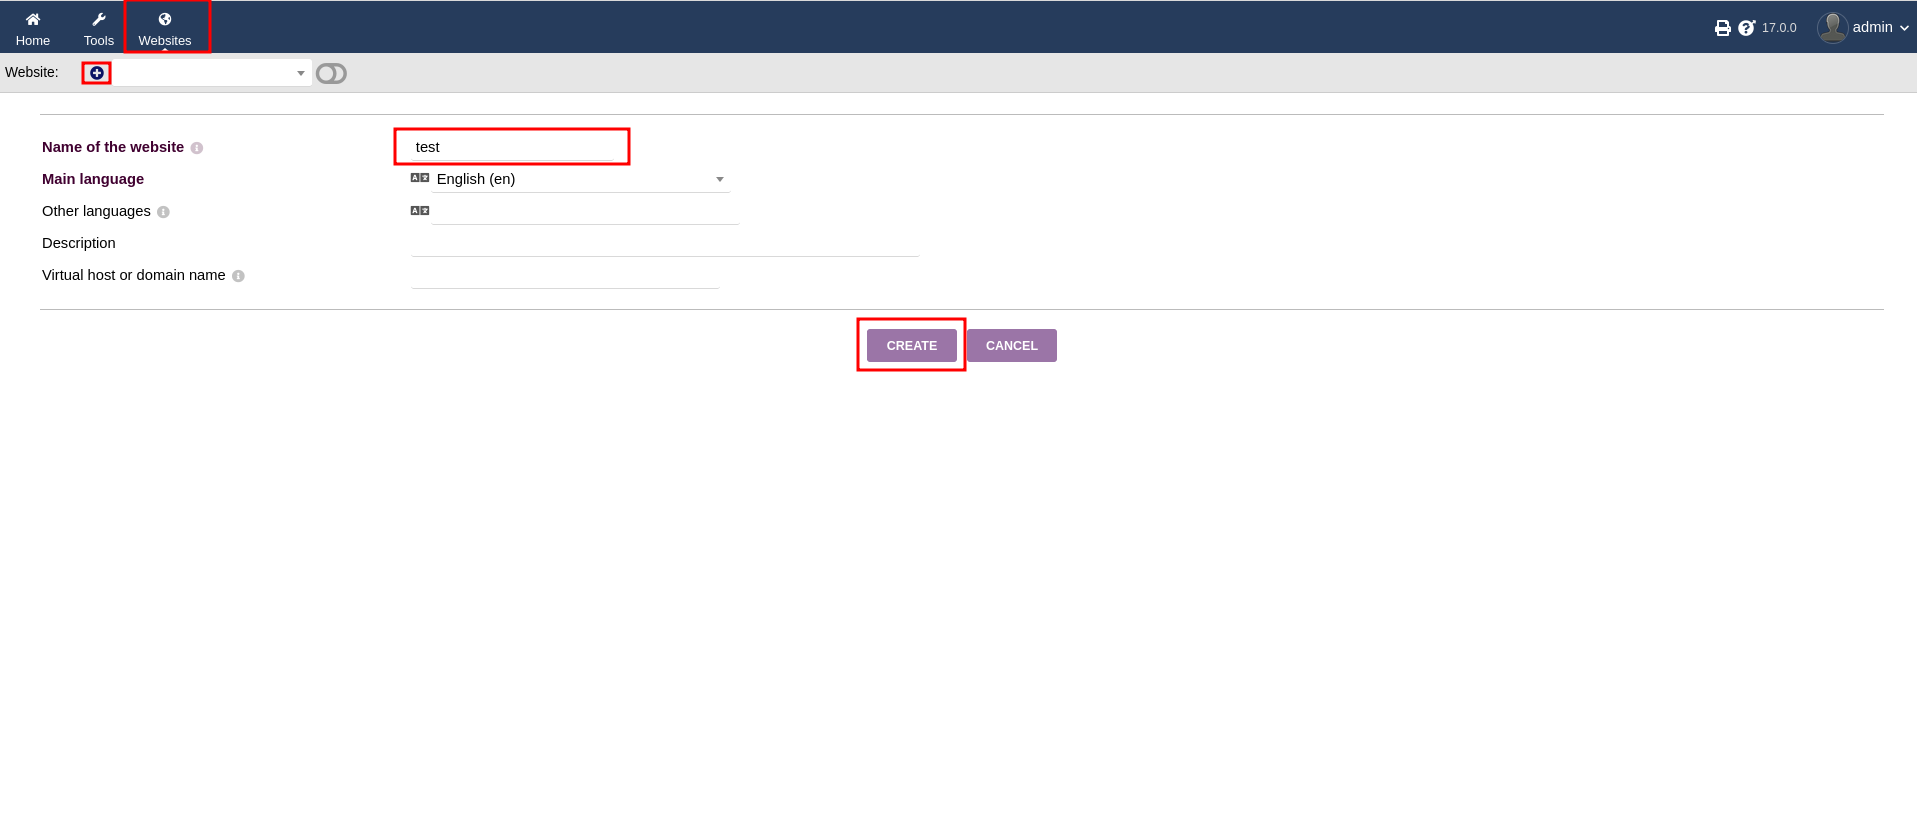 Home Tools Websites 17.0.0 admin
Website:
Name of the website test
Main language English (en)
Other languages
Description
Virtual host or domain name
CREATE CANCEL